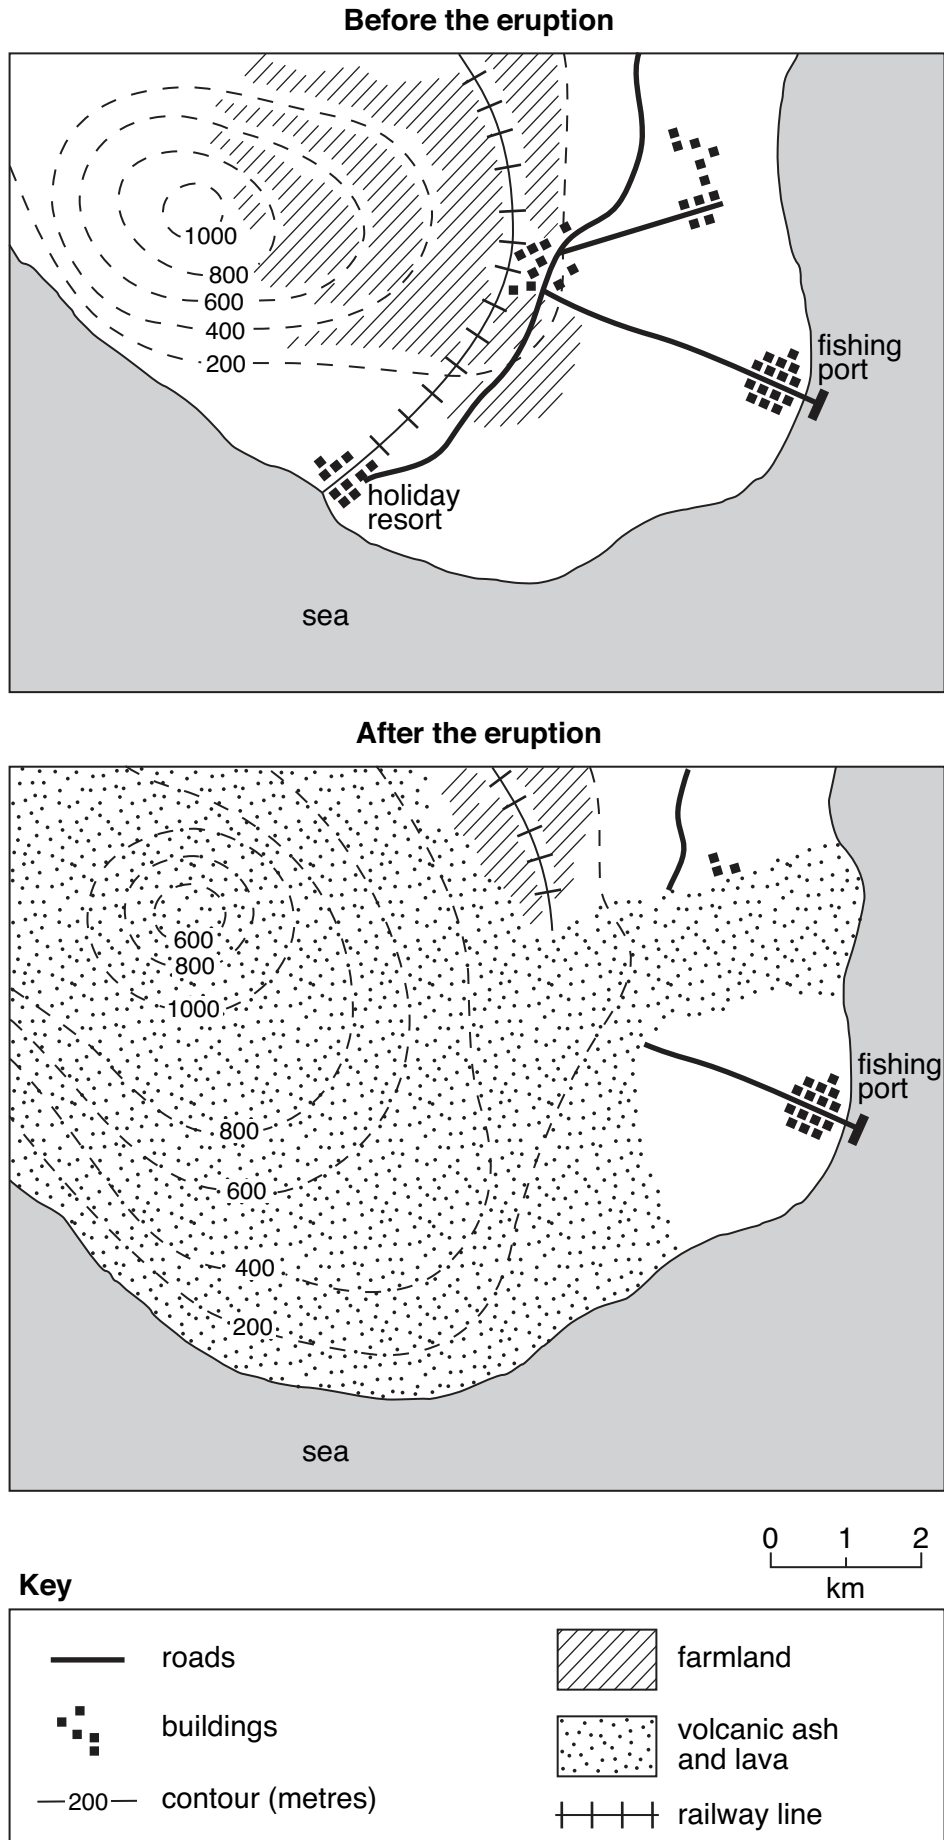 Before the eruption
1000
800
600
400
200
fishing
port
holiday
resort
sea
After the eruption
600
800
1000
fishing
port
800
600
400
200
sea
0 1 2
km
Key
roads
farmland
buildings
volcanic ash
and lava
200
contour (metres)
railway line